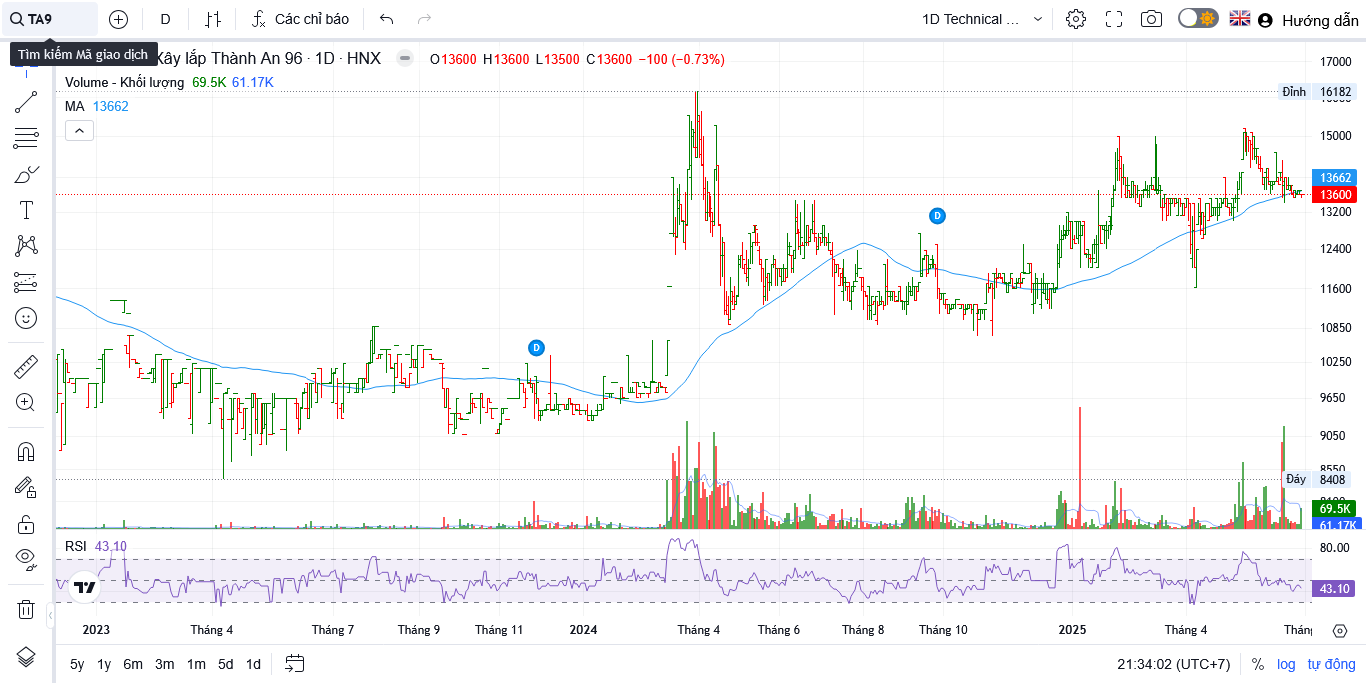 TA9
D
Các chỉ báo
1D Technical ...
Hướng dẫn
Tìm kiếm Mã giao dịch
Xây lắp Thành An 96 · 1D · HNX
O13600 H13600 L13500 C13600 −100 (−0.73%)
Volume - Khối lượng 69.5K 61.17K
MA 13662
17000
Đỉnh 16182
15000
13662
13600
13200
12400
11600
10850
10250
9650
9050
8550
Đáy 8408
69.5K
61.17K
D
D
RSI 43.10
80.00
43.10
2023 Tháng 4 Tháng 7 Tháng 9 Tháng 11 2024 Tháng 4 Tháng 6 Tháng 8 Tháng 10 2025 Tháng 4
5y 1y 6m 3m 1m 5d 1d
21:34:02 (UTC+7) % log tự động